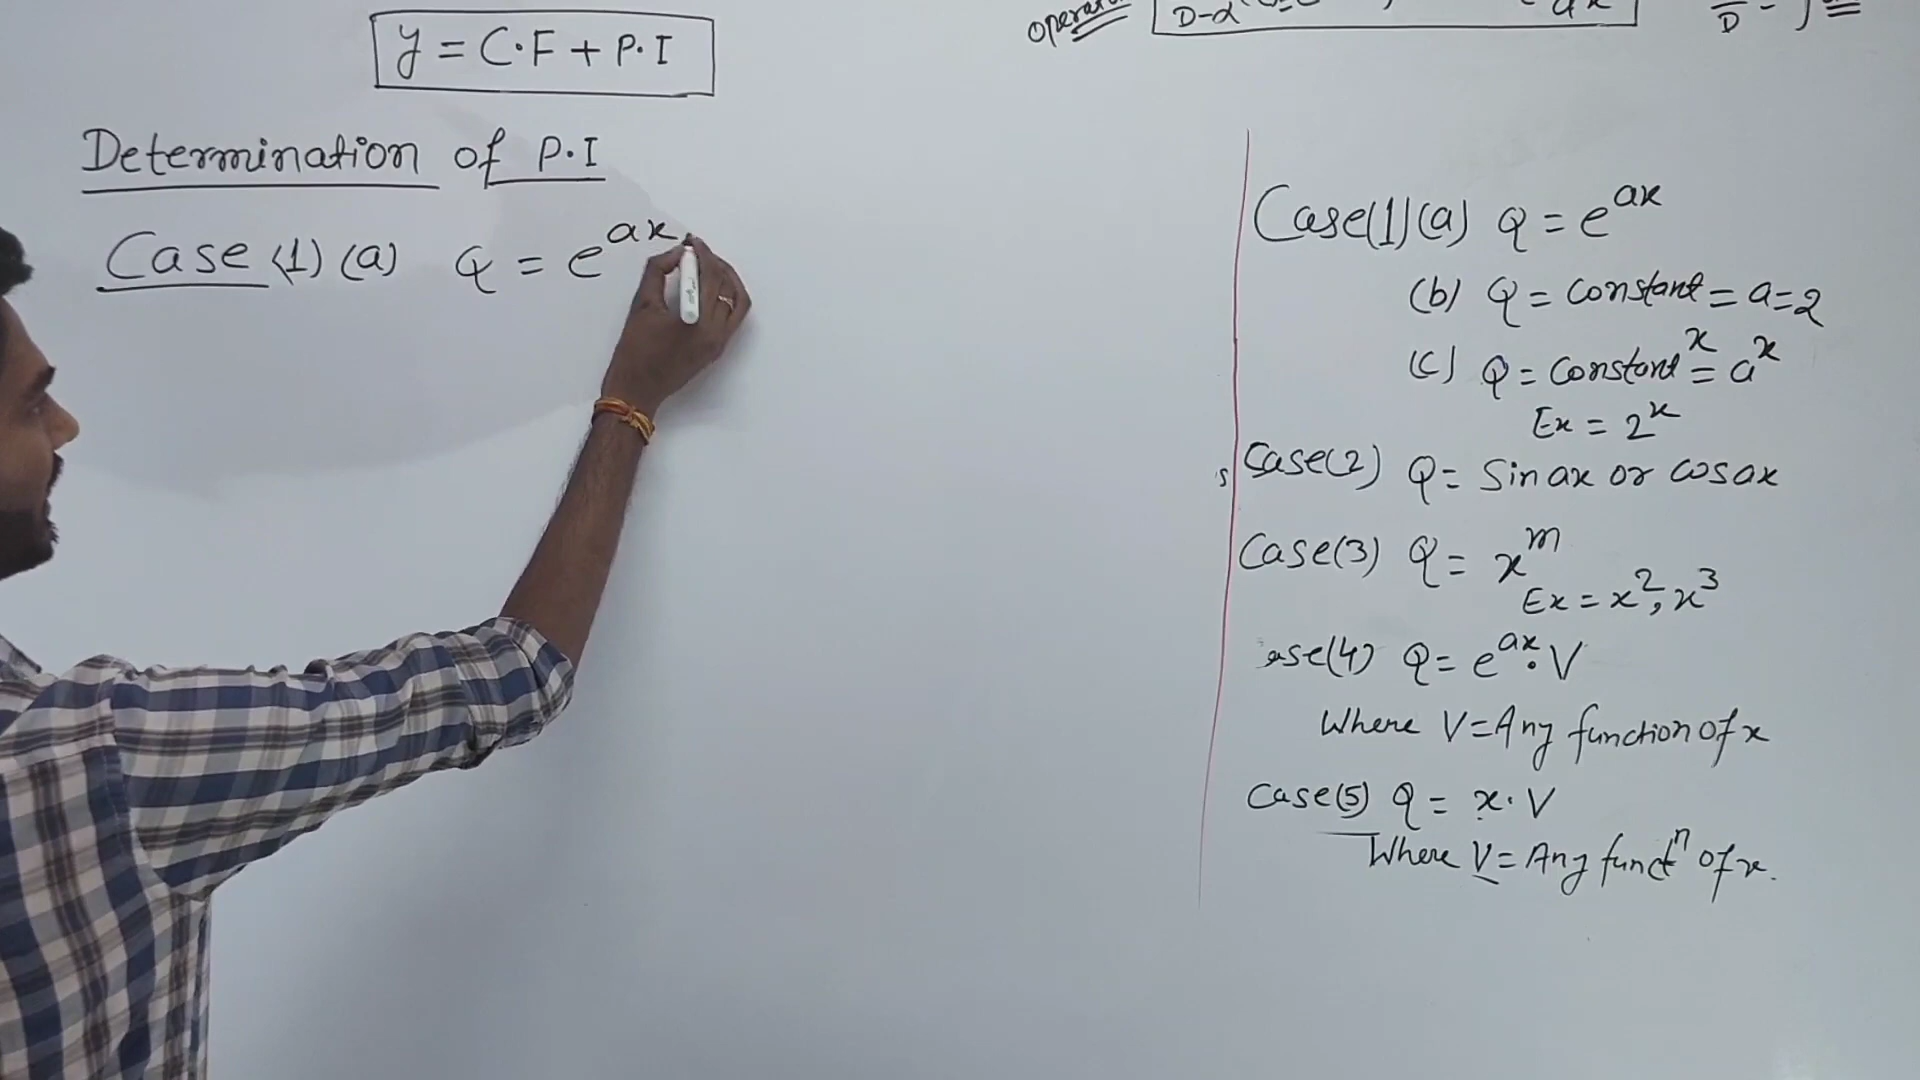 y = C·F + P·I
operator
D-α
dx
D
Determination of P·I
Case (1) (a) Q = e^ax
Case(1)(a) Q = e^ax
(b) Q = Constant = a = 2
(c) Q = Constant^x = a^x
Ex = 2^x
Case(2) Q = Sin ax or cos ax
Case(3) Q = x^m
Ex = x^2, x^3
ase(4) Q = e^ax · V
Where V = Any function of x
Case(5) Q = x · V
Where V = Any funct^n of x.